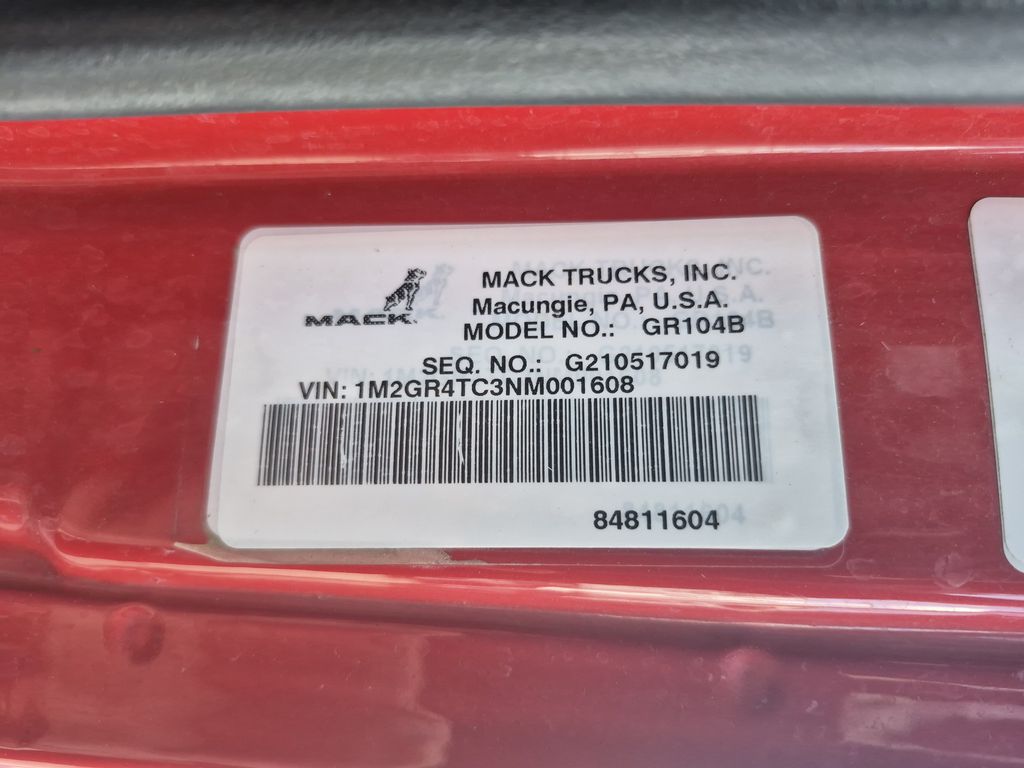 MACK
MACK TRUCKS, INC.
Macungie, PA, U.S.A.
MODEL NO.: GR104B
SEQ. NO.: G210517019
VIN: 1M2GR4TC3NM001608
84811604